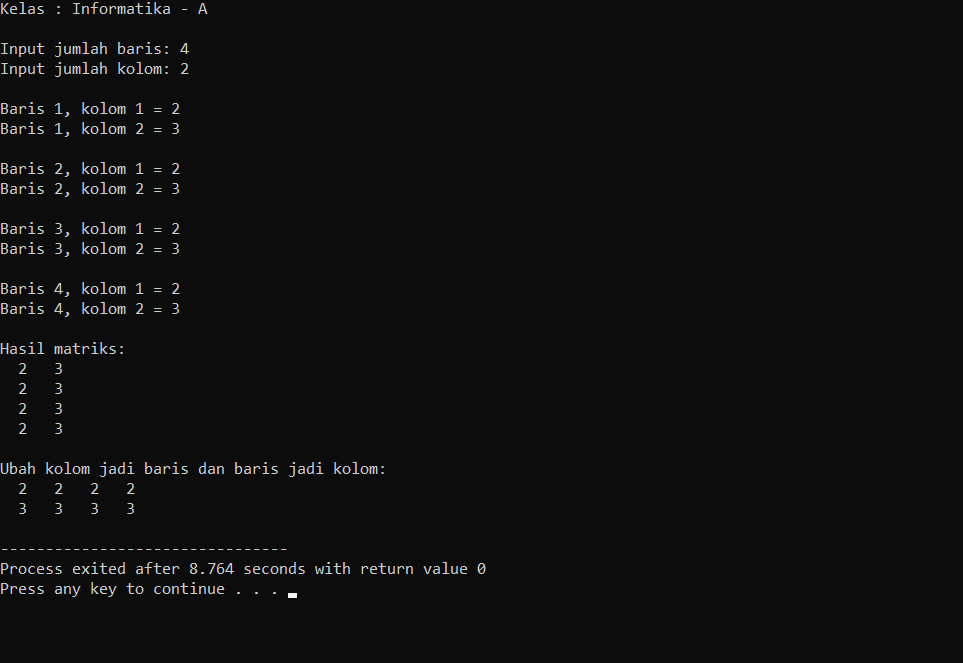 Kelas : Informatika - A
Input jumlah baris: 4
Input jumlah kolom: 2
Baris 1, kolom 1 = 2
Baris 1, kolom 2 = 3
Baris 2, kolom 1 = 2
Baris 2, kolom 2 = 3
Baris 3, kolom 1 = 2
Baris 3, kolom 2 = 3
Baris 4, kolom 1 = 2
Baris 4, kolom 2 = 3
Hasil matriks:
2 3
2 3
2 3
2 3
Ubah kolom jadi baris dan baris jadi kolom:
2 2 2 2
3 3 3 3
--------------------------------
Process exited after 8.764 seconds with return value 0
Press any key to continue . . .